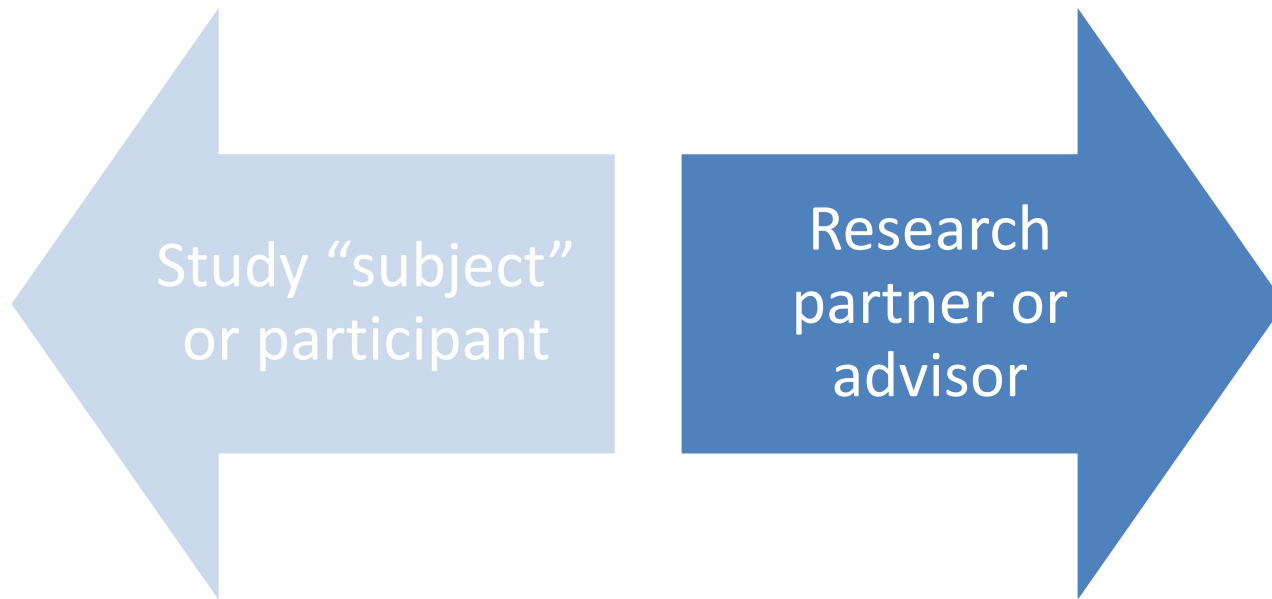 Study “subject”
or participant
Research
partner or
advisor